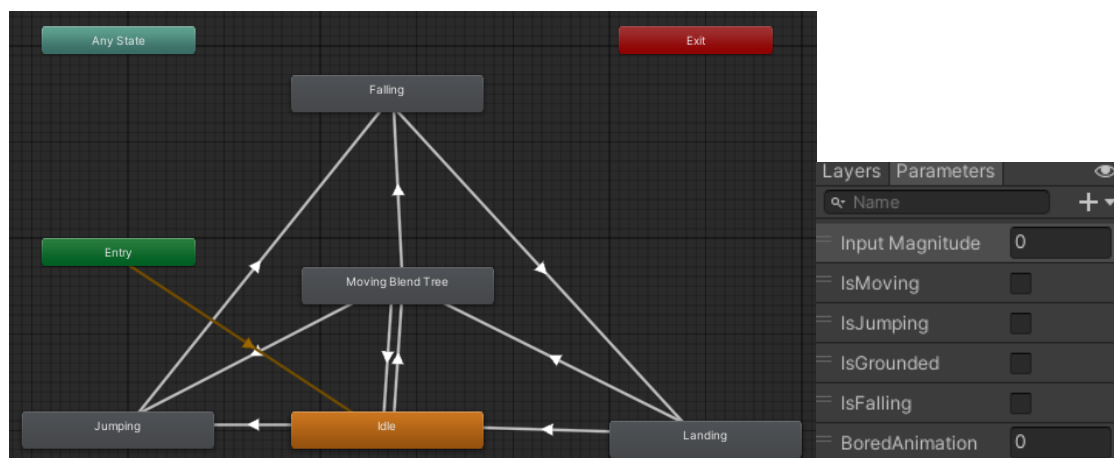 Any State
Exit
Falling
Entry
Moving Blend Tree
Jumping
Idle
Landing
Layers Parameters
Name
Input Magnitude 0
IsMoving
IsJumping
IsGrounded
IsFalling
BoredAnimation 0